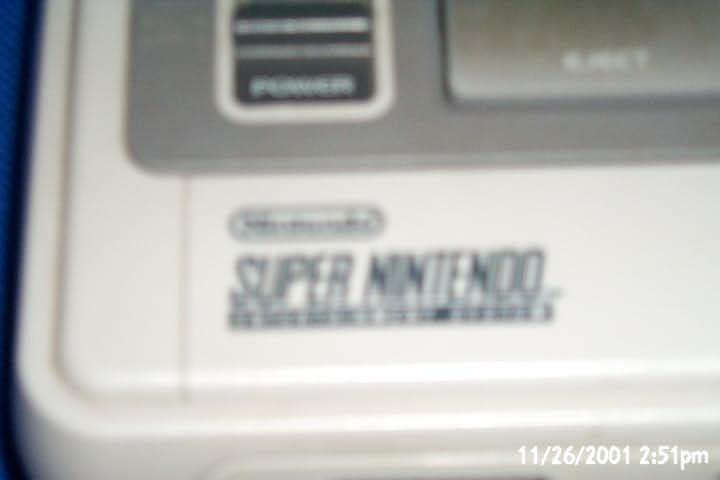 POWER
EJECT
Nintendo
SUPER NINTENDO
11/26/2001 2:51pm